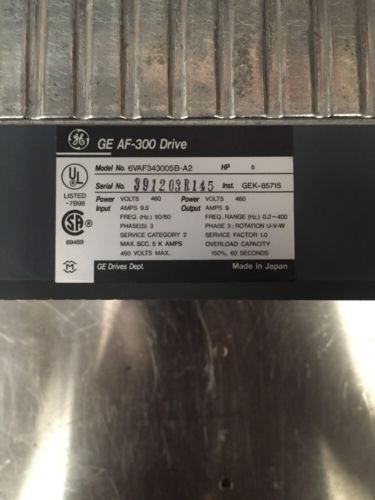 GE AF-300 Drive
Model No. 6VAF343005B-A2 HP 5
Serial No. 391203R145 Inst. GEK-85715
UL
LISTED
-7B98
SA
69489
Power Input VOLTS 460
AMPS 9.5
FREQ. (Hz.) 50/60
PHASE(S) 3
SERVICE CATEGORY 2
MAX. SCC. 5 K AMPS
460 VOLTS MAX.
Power Output VOLTS 460
AMPS 9
FREQ. RANGE (Hz.) 0.2-400
PHASE 3 ; ROTATION U-V-W
SERVICE FACTOR 1.0
OVERLOAD CAPACITY
150%, 60 SECONDS
GE Drives Dept. Made in Japan